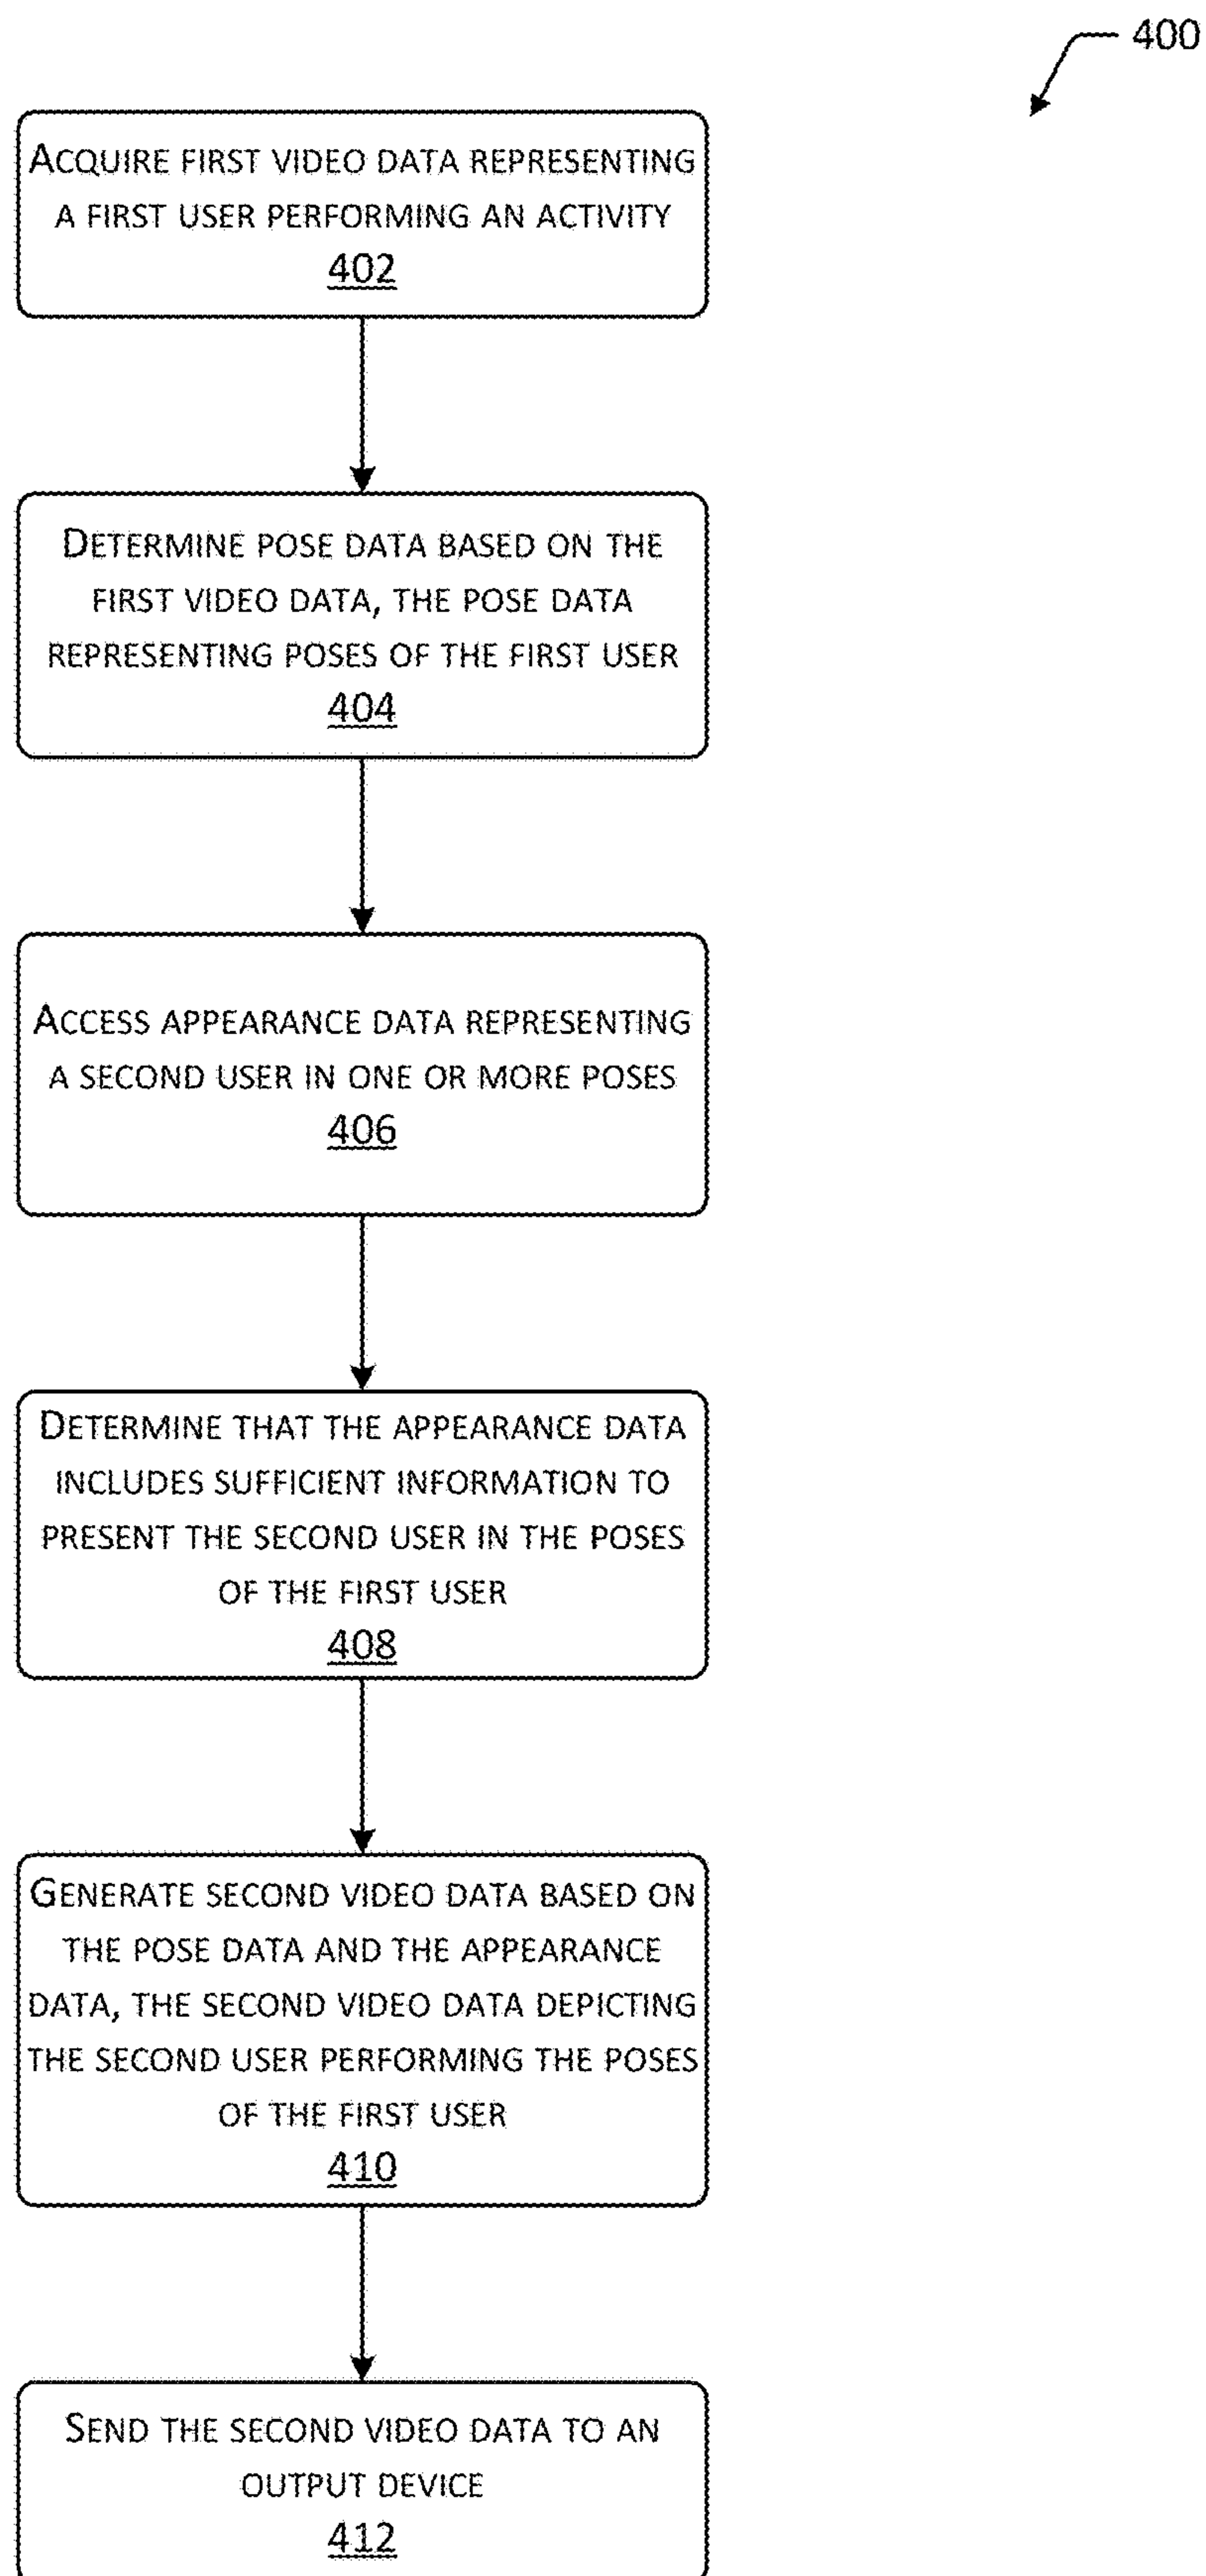 400
ACQUIRE FIRST VIDEO DATA REPRESENTING
A FIRST USER PERFORMING AN ACTIVITY
402
DETERMINE POSE DATA BASED ON THE
FIRST VIDEO DATA, THE POSE DATA
REPRESENTING POSES OF THE FIRST USER
404
ACCESS APPEARANCE DATA REPRESENTING
A SECOND USER IN ONE OR MORE POSES
406
DETERMINE THAT THE APPEARANCE DATA
INCLUDES SUFFICIENT INFORMATION TO
PRESENT THE SECOND USER IN THE POSES
OF THE FIRST USER
408
GENERATE SECOND VIDEO DATA BASED ON
THE POSE DATA AND THE APPEARANCE
DATA, THE SECOND VIDEO DATA DEPICTING
THE SECOND USER PERFORMING THE POSES
OF THE FIRST USER
410
SEND THE SECOND VIDEO DATA TO AN
OUTPUT DEVICE
412